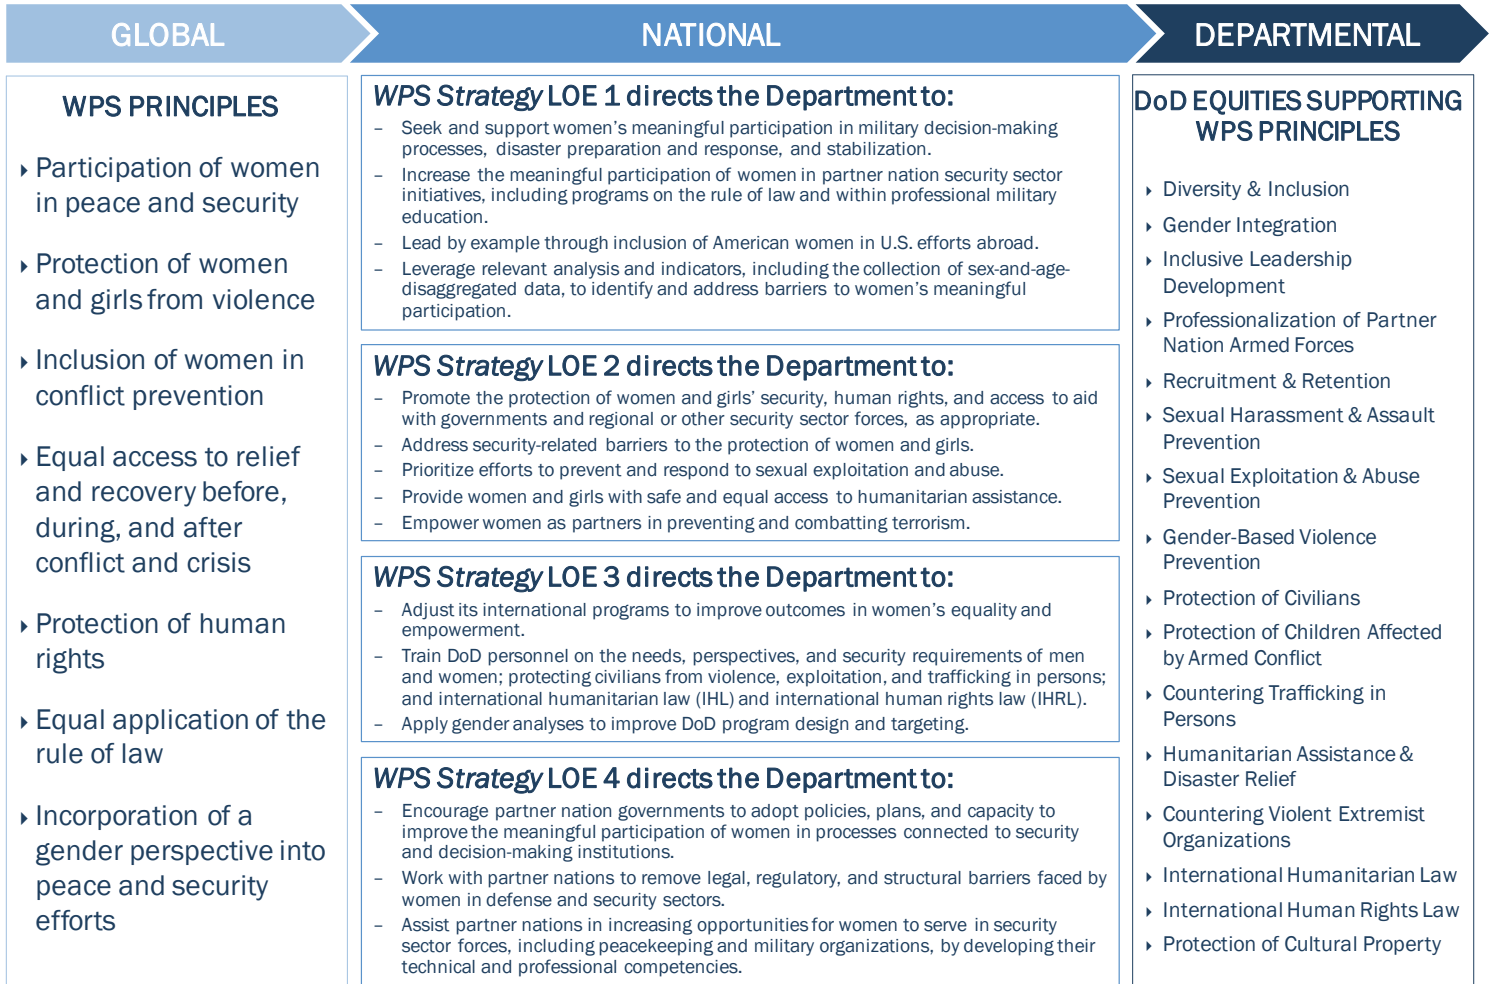 GLOBAL
NATIONAL
DEPARTMENTAL
WPS PRINCIPLES
Participation of women
in peace and security
Protection of women
and girls from violence
Inclusion of women in
conflict prevention
Equal access to relief
and recovery before,
during, and after
conflict and crisis
Protection of human
rights
Equal application of the
rule of law
Incorporation of a
gender perspective into
peace and security
efforts
WPS Strategy LOE 1 directs the Department to:
– Seek and support women's meaningful participation in military decision-making
processes, disaster preparation and response, and stabilization.
– Increase the meaningful participation of women in partner nation security sector
initiatives, including programs on the rule of law and within professional military
education.
– Lead by example through inclusion of American women in U.S. efforts abroad.
– Leverage relevant analysis and indicators, including the collection of sex-and-age-
disaggregated data, to identify and address barriers to women's meaningful
participation.
WPS Strategy LOE 2 directs the Department to:
– Promote the protection of women and girls' security, human rights, and access to aid
with governments and regional or other security sector forces, as appropriate.
– Address security-related barriers to the protection of women and girls.
– Prioritize efforts to prevent and respond to sexual exploitation and abuse.
– Provide women and girls with safe and equal access to humanitarian assistance.
– Empower women as partners in preventing and combatting terrorism.
WPS Strategy LOE 3 directs the Department to:
– Adjust its international programs to improve outcomes in women's equality and
empowerment.
– Train DoD personnel on the needs, perspectives, and security requirements of men
and women; protecting civilians from violence, exploitation, and trafficking in persons;
and international humanitarian law (IHL) and international human rights law (IHRL).
– Apply gender analyses to improve DoD program design and targeting.
WPS Strategy LOE 4 directs the Department to:
– Encourage partner nation governments to adopt policies, plans, and capacity to
improve the meaningful participation of women in processes connected to security
and decision-making institutions.
– Work with partner nations to remove legal, regulatory, and structural barriers faced by
women in defense and security sectors.
– Assist partner nations in increasing opportunities for women to serve in security
sector forces, including peacekeeping and military organizations, by developing their
technical and professional competencies.
DoD EQUITIES SUPPORTING
WPS PRINCIPLES
Diversity & Inclusion
Gender Integration
Inclusive Leadership
Development
Professionalization of Partner
Nation Armed Forces
Recruitment & Retention
Sexual Harassment & Assault
Prevention
Sexual Exploitation & Abuse
Prevention
Gender-Based Violence
Prevention
Protection of Civilians
Protection of Children Affected
by Armed Conflict
Countering Trafficking in
Persons
Humanitarian Assistance &
Disaster Relief
Countering Violent Extremist
Organizations
International Humanitarian Law
International Human Rights Law
Protection of Cultural Property